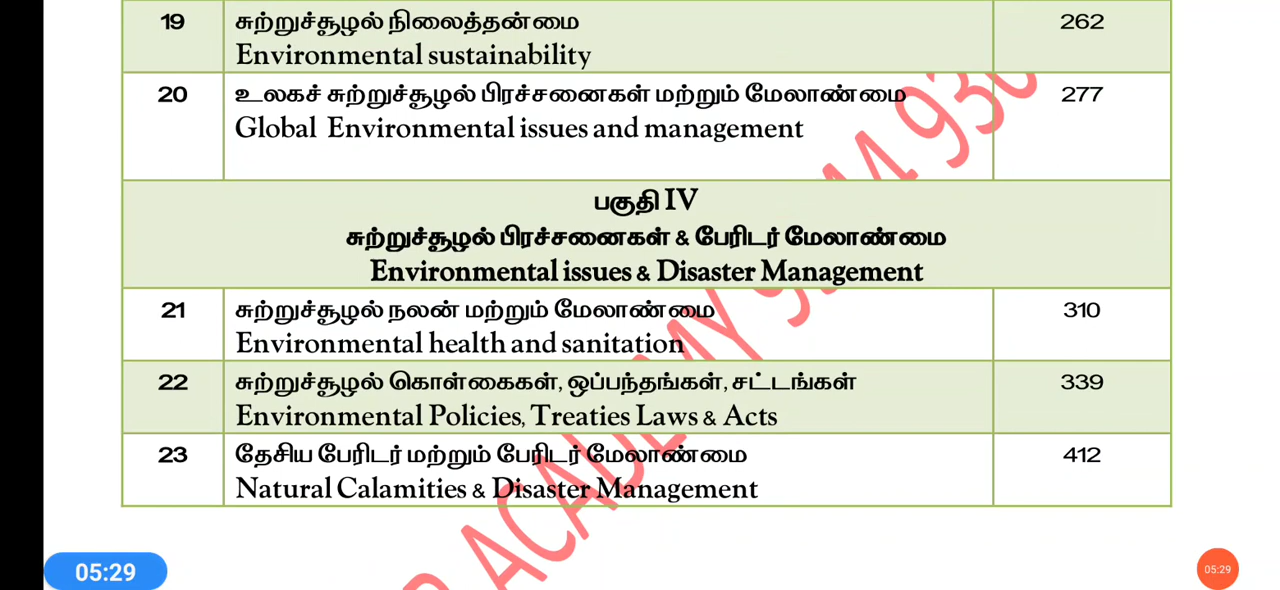 19 சுற்றுச்சூழல் நிலைத்தன்மை 262
Environmental sustainability
20 உலகச் சுற்றுச்சூழல் பிரச்சனைகள் மற்றும் மேலாண்மை 277
Global Environmental issues and management
பகுதி IV
சுற்றுச்சூழல் பிரச்சனைகள் & பேரிடர் மேலாண்மை
Environmental issues & Disaster Management
21 சுற்றுச்சூழல் நலன் மற்றும் மேலாண்மை 310
Environmental health and sanitation
22 சுற்றுச்சூழல் கொள்கைகள், ஒப்பந்தங்கள், சட்டங்கள் 339
Environmental Policies, Treaties Laws & Acts
23 தேசிய பேரிடர் மற்றும் பேரிடர் மேலாண்மை 412
Natural Calamities & Disaster Management
ACADEMY
05:29
05:29